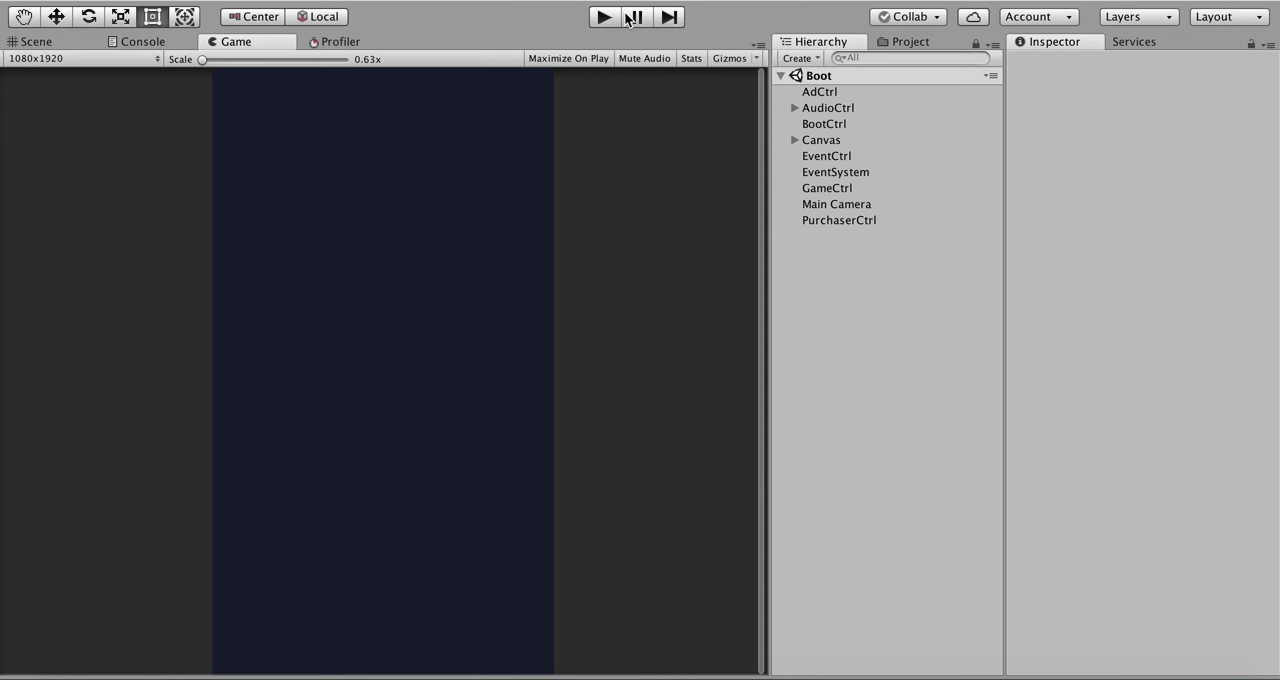 Center Local Collab Account Layers Layout
Scene Console Game Profiler Hierarchy Project Inspector Services
1080x1920 Scale 0.63x Maximize On Play Mute Audio Stats Gizmos Create All
Boot
AdCtrl
AudioCtrl
BootCtrl
Canvas
EventCtrl
EventSystem
GameCtrl
Main Camera
PurchaserCtrl